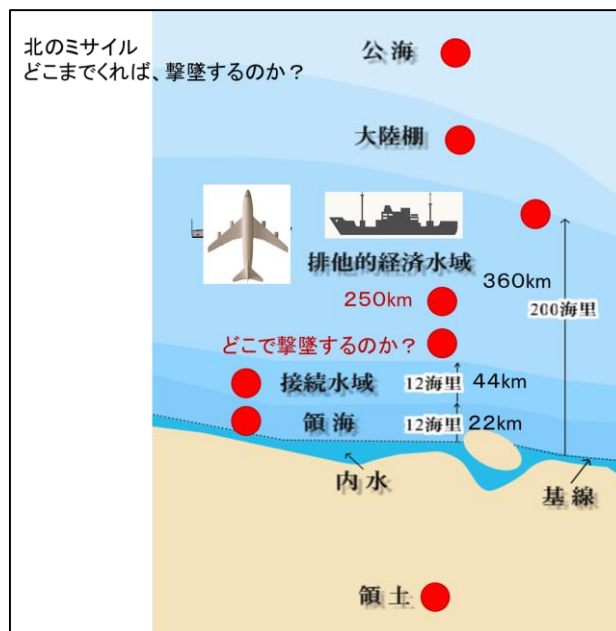 北のミサイル
どこまでくれば、撃墜するのか？
公海
大陸棚
排他的経済水域
360km
250km
200海里
どこで撃墜するのか？
接続水域
12海里
44km
領海
12海里
22km
内水
基線
領土